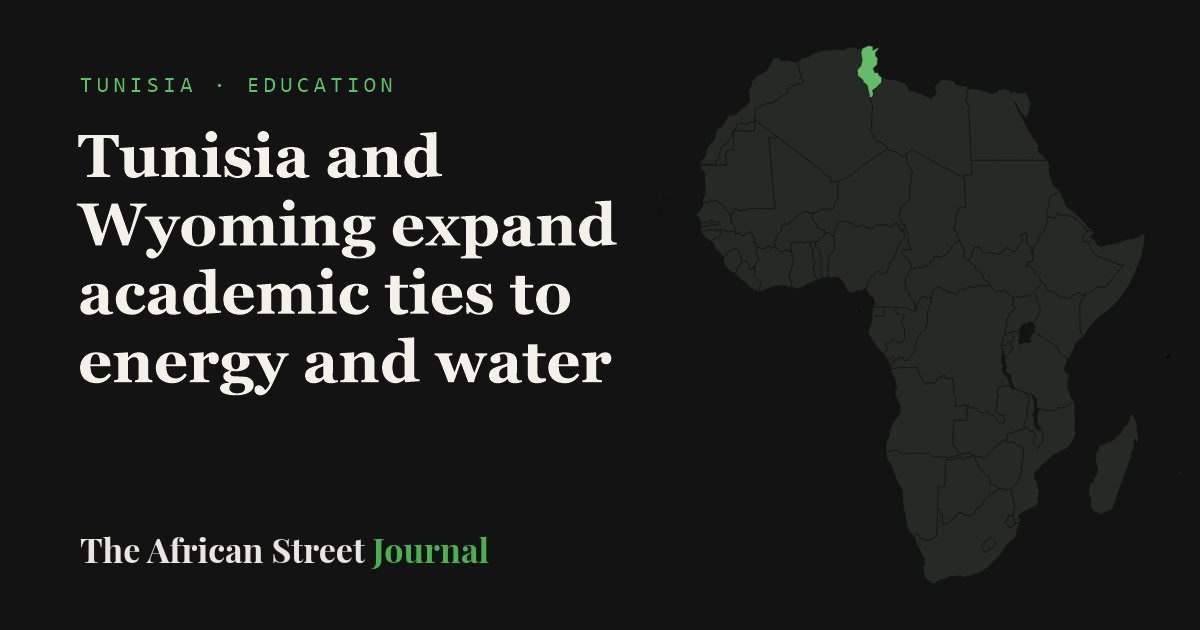 TUNISIA · EDUCATION
Tunisia and
Wyoming expand
academic ties to
energy and water
The African Street Journal